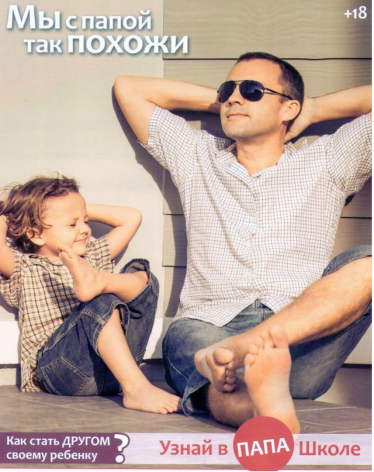 +18
Мы с папой
так ПОХОЖИ
Как стать ДРУГОМ
своему ребенку ?
Узнай в ПАПА Школе